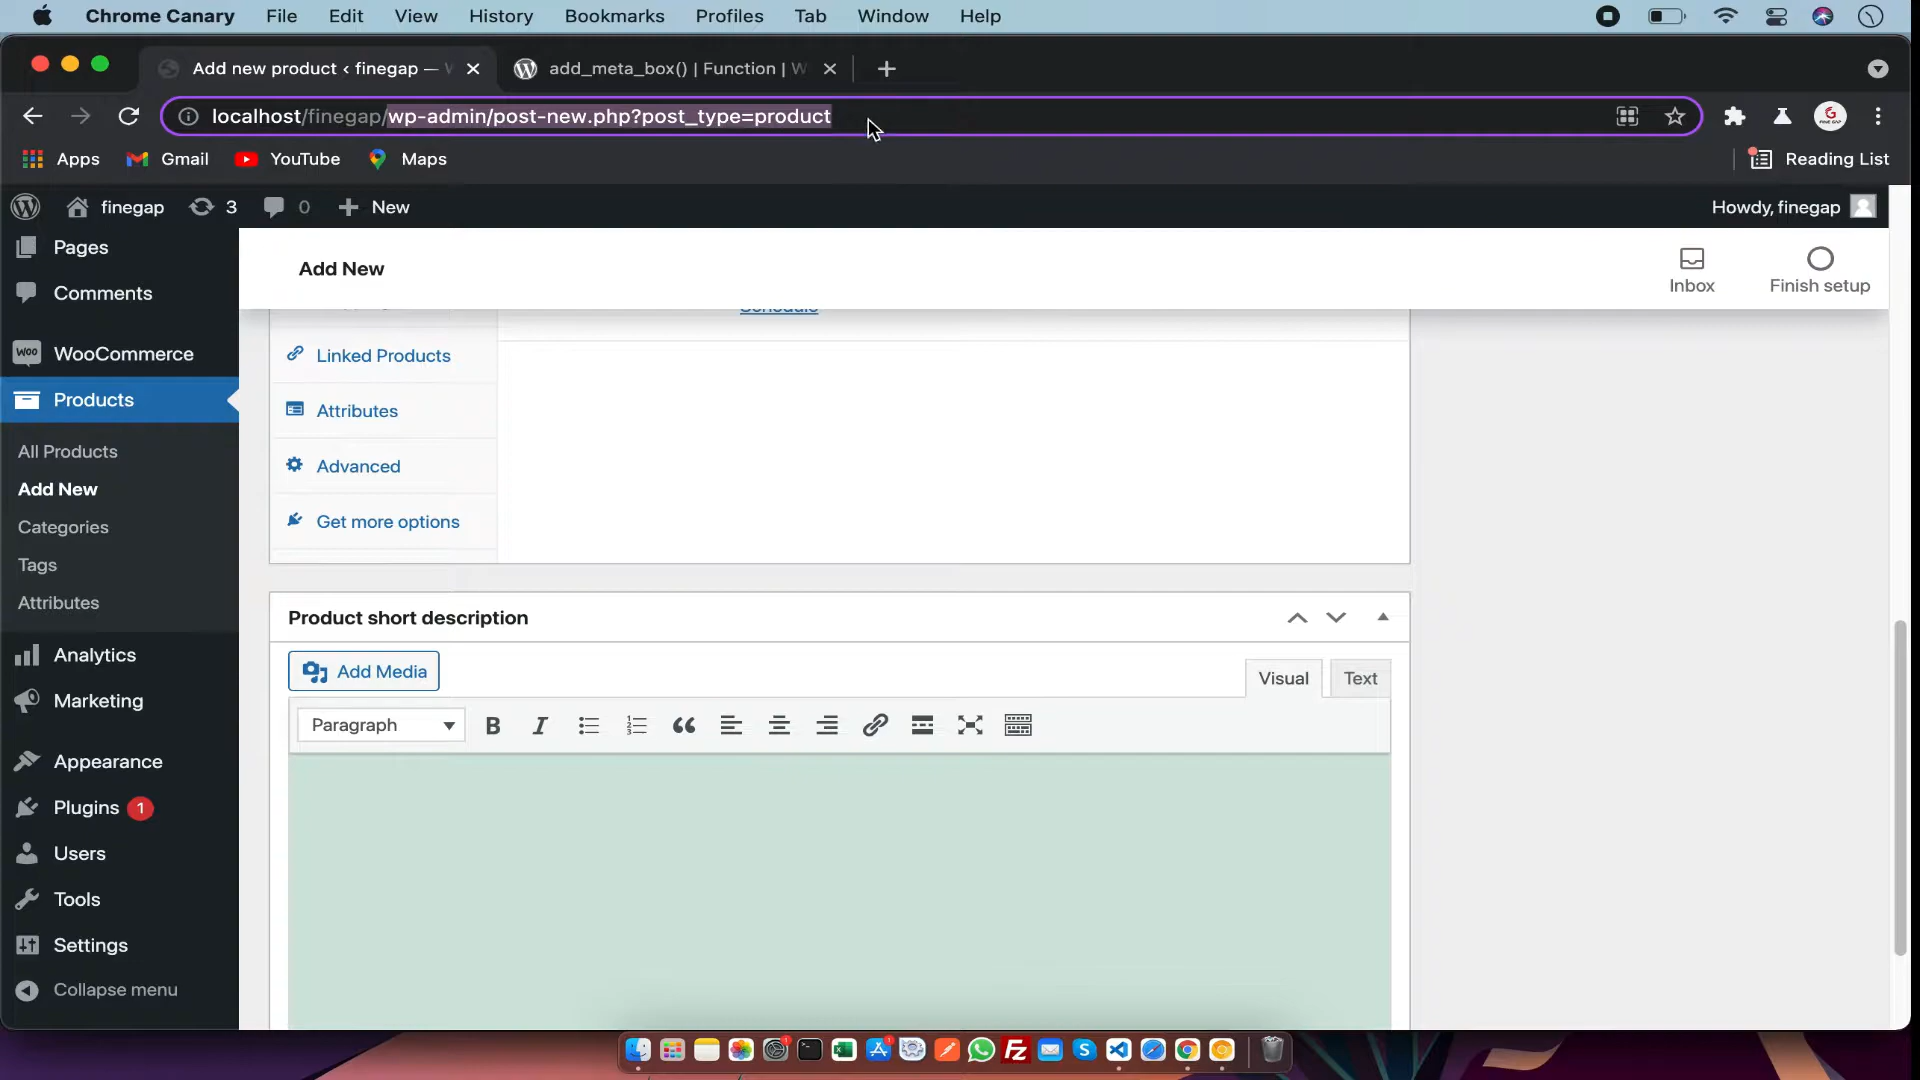 Chrome Canary File Edit View History Bookmarks Profiles Tab Window Help
Add new product ‹ finegap —
add_meta_box() | Function | W
localhost/finegap/wp-admin/post-new.php?post_type=product
Apps Gmail YouTube Maps Reading List
finegap 3 0 New Howdy, finegap
Pages
Comments
WooCommerce
Products
All Products
Add New
Categories
Tags
Attributes
Analytics
Marketing
Appearance
Plugins 1
Users
Tools
Settings
Collapse menu
Add New
Inbox
Finish setup
Schedule
Linked Products
Attributes
Advanced
Get more options
Product short description
Add Media
Visual Text
Paragraph B I